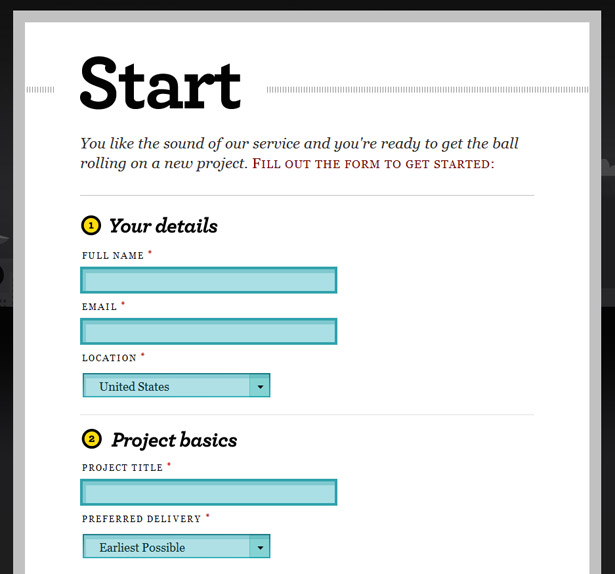 Start
You like the sound of our service and you're ready to get the ball
rolling on a new project. FILL OUT THE FORM TO GET STARTED:
1 Your details
FULL NAME *
EMAIL *
LOCATION *
United States
2 Project basics
PROJECT TITLE *
PREFERRED DELIVERY *
Earliest Possible